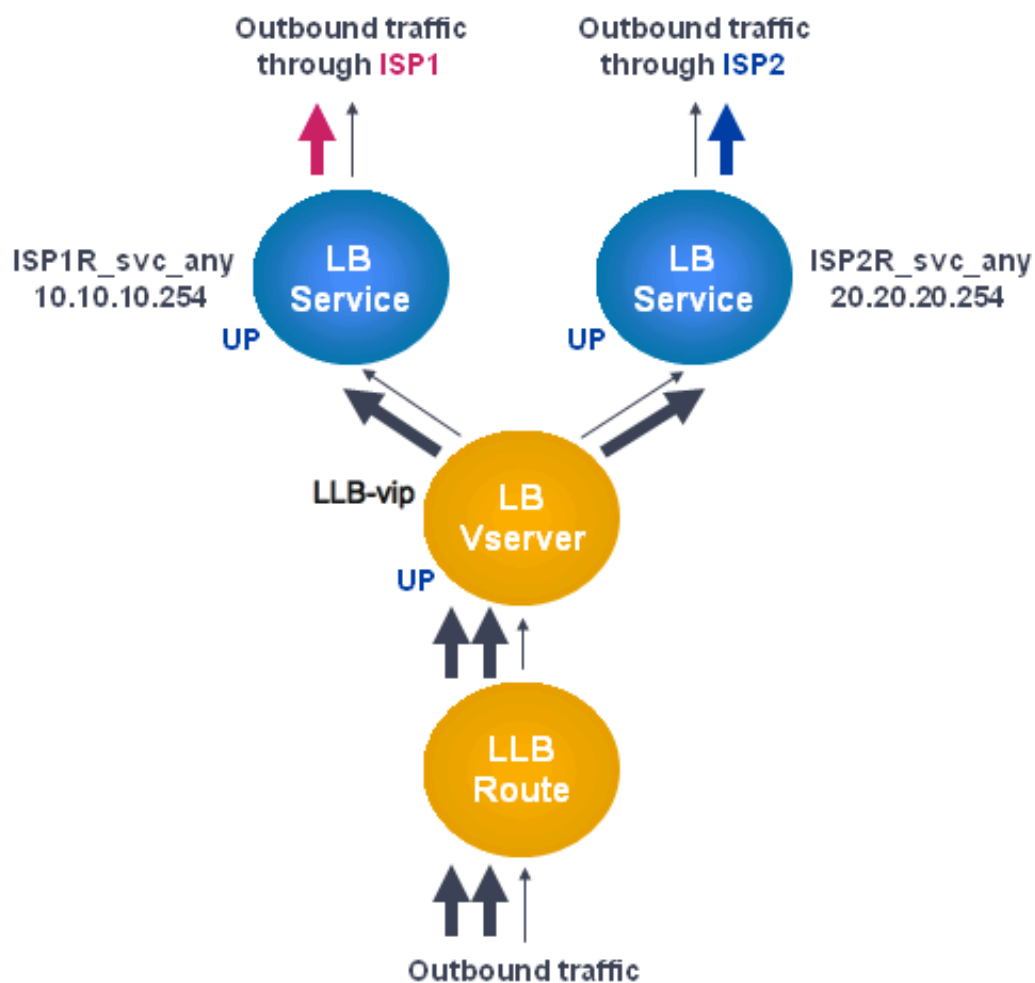 Outbound traffic
through ISP1
Outbound traffic
through ISP2
ISP1R_svc_any
10.10.10.254
LB
Service
UP
LB
Service
UP
ISP2R_svc_any
20.20.20.254
LLB-vip
LB
Vserver
UP
LLB
Route
Outbound traffic